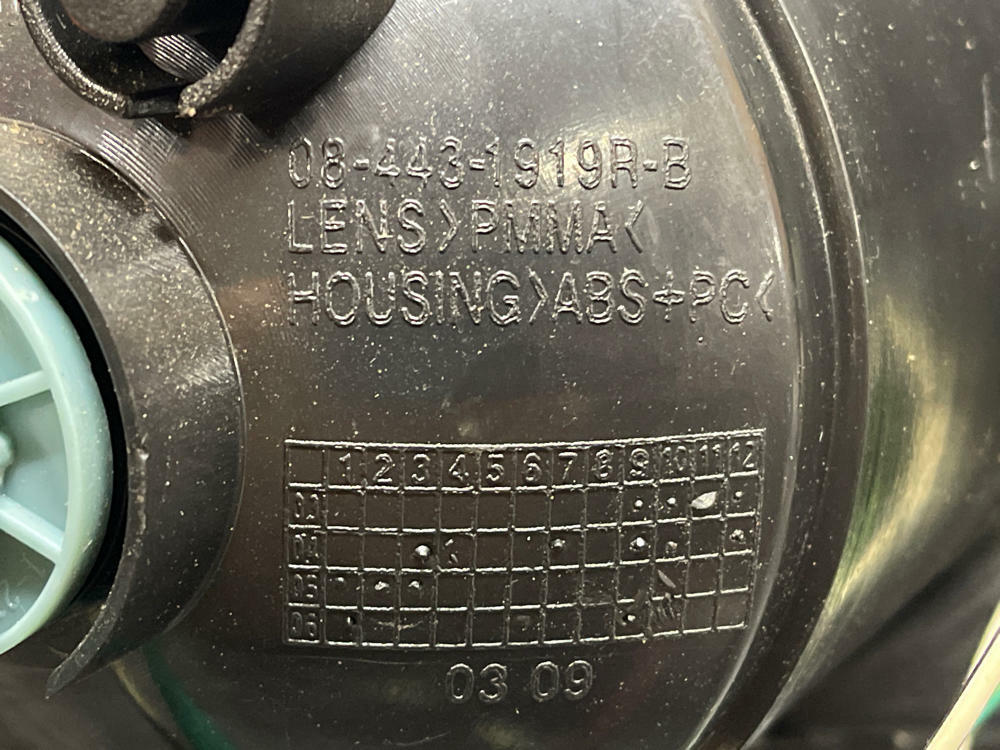 08-443-1919R-B
LENS>PMMA<
HOUSING>ABS+PC<
1 2 3 4 5 6 7 8 9 10 11 12
03
04
05
06
03 09